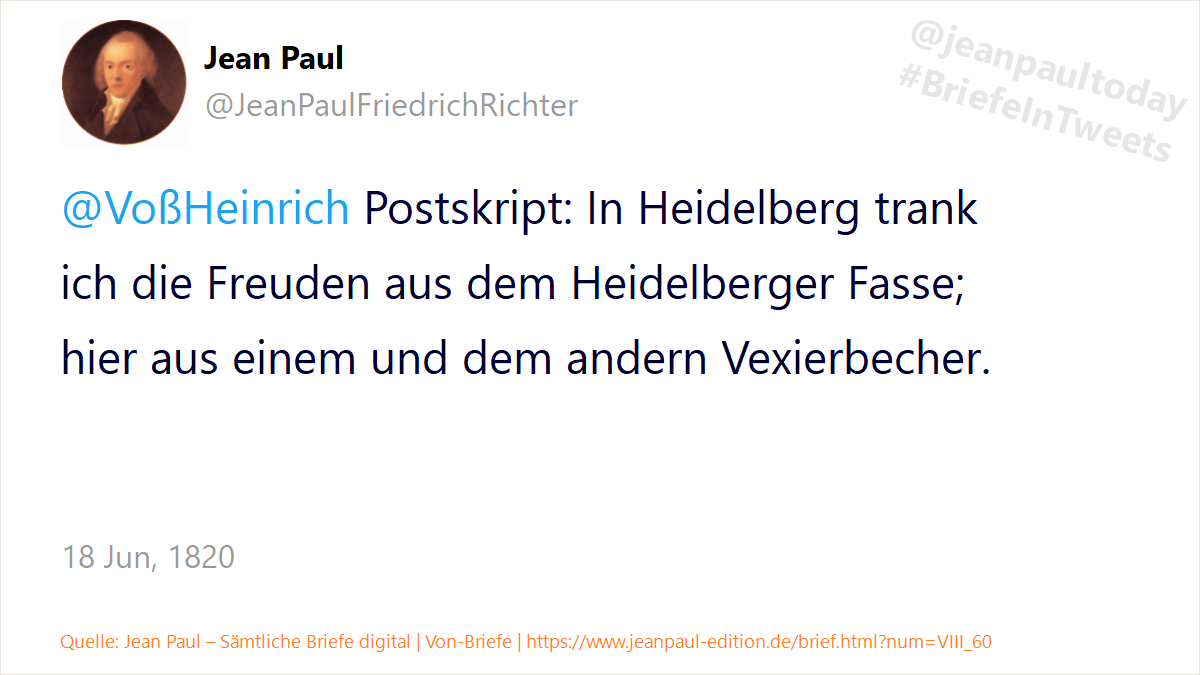 Jean Paul
@JeanPaulFriedrichRichter
@jeanpaultoday
#BriefeInTweets
@VoßHeinrich Postskript: In Heidelberg trank
ich die Freuden aus dem Heidelberger Fasse;
hier aus einem und dem andern Vexierbecher.
18 Jun, 1820
Quelle: Jean Paul – Sämtliche Briefe digital | Von-Briefe | https://www.jeanpaul-edition.de/brief.html?num=VIII_60